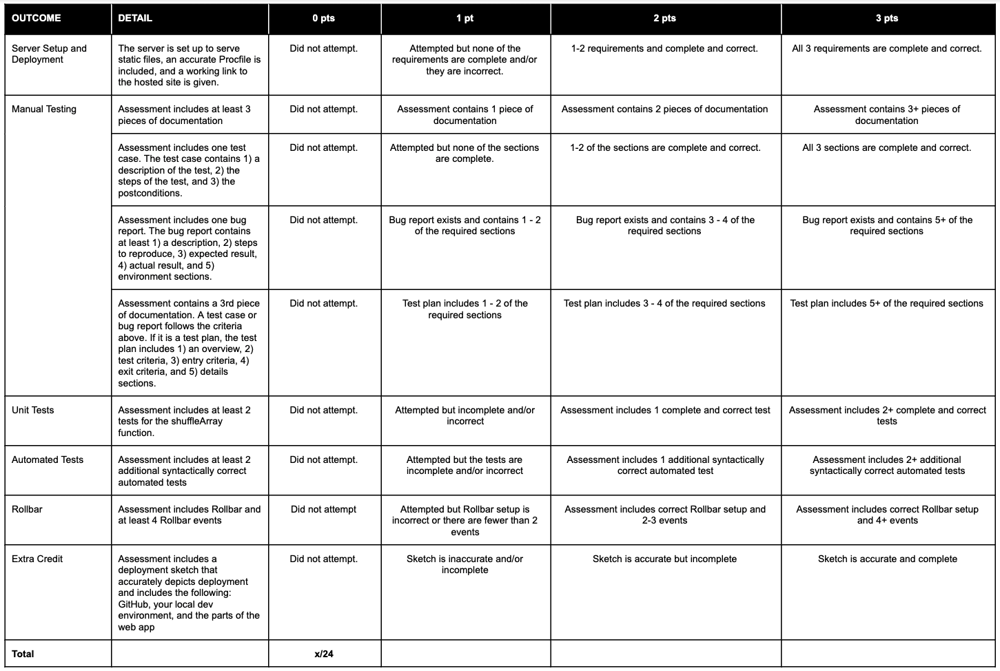 OUTCOME
DETAIL
0 pts
1 pt
2 pts
3 pts
Server Setup and
Deployment
The server is set up to serve
static files, an accurate Procfile is
included, and a working link to
the hosted site is given.
Did not attempt.
Attempted but none of the
requirements are complete and/or
they are incorrect.
1-2 requirements and complete and correct.
All 3 requirements are complete and correct.
Manual Testing
Assessment includes at least 3
pieces of documentation
Did not attempt.
Assessment contains 1 piece of
documentation
Assessment contains 2 pieces of documentation
Assessment contains 3+ pieces of
documentation
Assessment includes one test
case. The test case contains 1) a
description of the test, 2) the
steps of the test, and 3) the
postconditions.
Did not attempt.
Attempted but none of the sections
are complete.
1-2 of the sections are complete and correct.
All 3 sections are complete and correct.
Assessment includes one bug
report. The bug report contains
at least 1) a description, 2) steps
to reproduce, 3) expected result,
4) actual result, and 5)
environment sections.
Did not attempt.
Bug report exists and contains 1 - 2
of the required sections
Bug report exists and contains 3 - 4 of the
required sections
Bug report exists and contains 5+ of the
required sections
Assessment contains a 3rd piece
of documentation. A test case or
bug report follows the criteria
above. If it is a test plan, the test
plan includes 1) an overview, 2)
test criteria, 3) entry criteria, 4)
exit criteria, and 5) details
sections.
Did not attempt.
Test plan includes 1 - 2 of the
required sections
Test plan includes 3 - 4 of the required sections
Test plan includes 5+ of the required sections
Unit Tests
Assessment includes at least 2
tests for the shuffleArray
function.
Did not attempt.
Attempted but incomplete and/or
incorrect
Assessment includes 1 complete and correct test
Assessment includes 2+ complete and correct
tests
Automated Tests
Assessment includes at least 2
additional syntactically correct
automated tests
Did not attempt.
Attempted but the tests are
incomplete and/or incorrect
Assessment includes 1 additional syntactically
correct automated test
Assessment includes 2+ additional
syntactically correct automated tests
Rollbar
Assessment includes Rollbar and
at least 4 Rollbar events
Did not attempt
Attempted but Rollbar setup is
incorrect or there are fewer than 2
events
Assessment includes correct Rollbar setup and
2-3 events
Assessment includes correct Rollbar setup
and 4+ events
Extra Credit
Assessment includes a
deployment sketch that
accurately depicts deployment
and includes the following:
GitHub, your local dev
environment, and the parts of the
web app
Did not attempt.
Sketch is inaccurate and/or
incomplete
Sketch is accurate but incomplete
Sketch is accurate and complete
Total
x/24